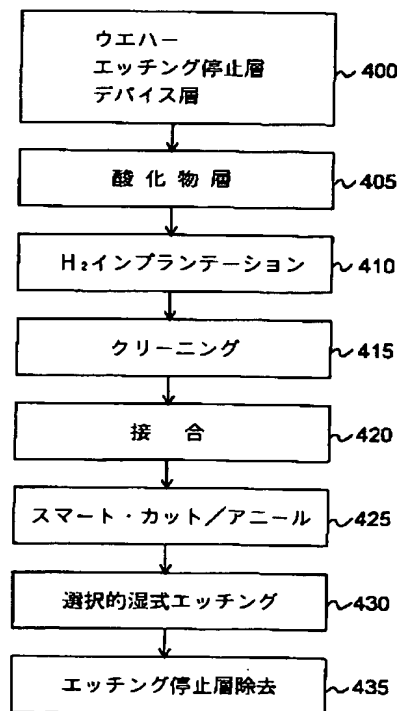 ウエハー
エッチング停止層
デバイス層
400
酸化物層
405
H₂インプランテーション
410
クリーニング
415
接 合
420
スマート・カット／アニール
425
選択的湿式エッチング
430
エッチング停止層除去
435